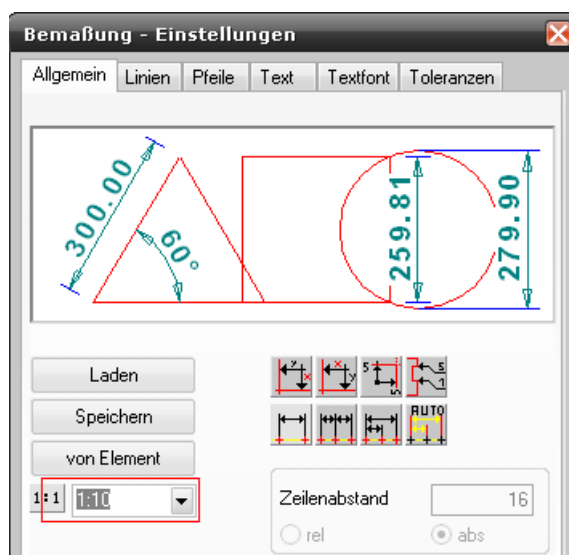 Bemaßung - Einstellungen
Allgemein Linien Pfeile Text Textfont Toleranzen
300.00
60°
259.81
279.90
Laden
Speichern
von Element
1:1 1:10
Zeilenabstand 16
rel abs
AUTO